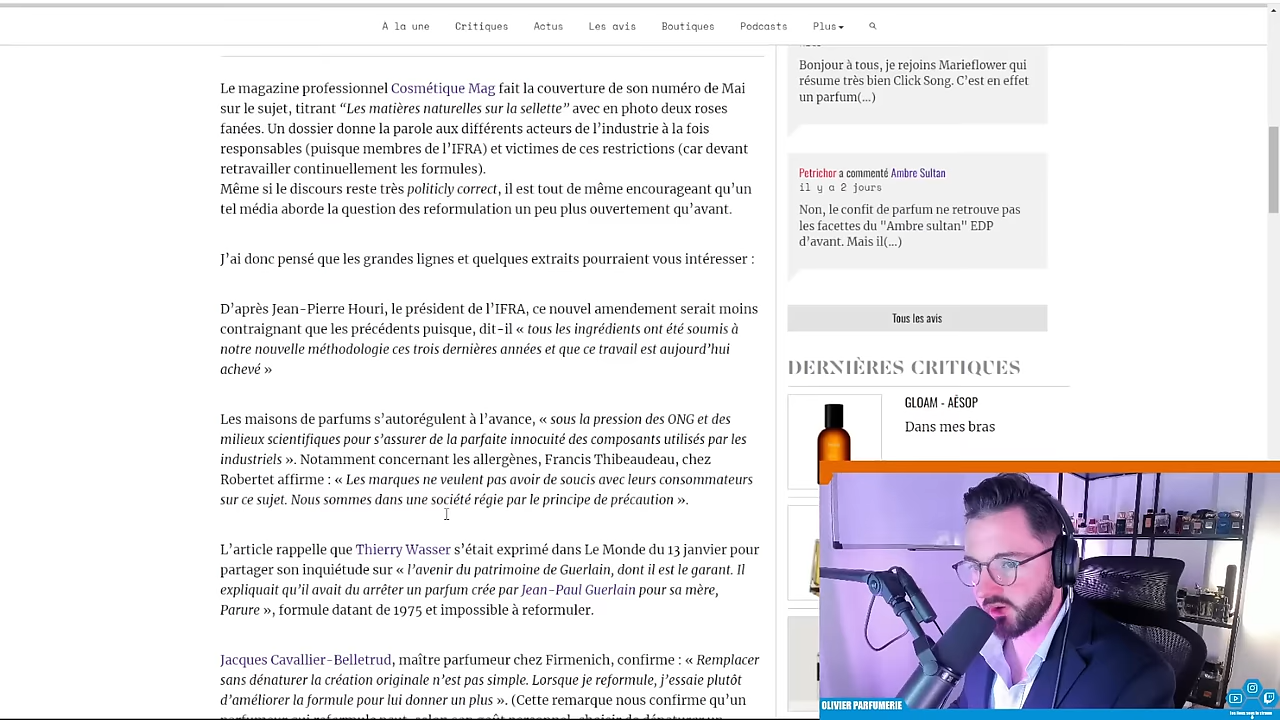 A la une Critiques Actus Les avis Boutiques Podcasts Plus
Le magazine professionnel Cosmétique Mag fait la couverture de son numéro de Mai
sur le sujet, titrant “Les matières naturelles sur la sellette” avec en photo deux roses
fanées. Un dossier donne la parole aux différents acteurs de l’industrie à la fois
responsables (puisque membres de l’IFRA) et victimes de ces restrictions (car devant
retravailler continuellement les formules).
Même si le discours reste très politicly correct, il est tout de même encourageant qu’un
tel média aborde la question des reformulation un peu plus ouvertement qu’avant.
J’ai donc pensé que les grandes lignes et quelques extraits pourraient vous intéresser :
D’après Jean-Pierre Houri, le président de l’IFRA, ce nouvel amendement serait moins
contraignant que les précédents puisque, dit-il « tous les ingrédients ont été soumis à
notre nouvelle méthodologie ces trois dernières années et que ce travail est aujourd’hui
achevé »
Les maisons de parfums s’autorégulent à l’avance, « sous la pression des ONG et des
milieux scientifiques pour s’assurer de la parfaite innocuité des composants utilisés par les
industriels ». Notamment concernant les allergènes, Francis Thibeaudeau, chez
Robertet affirme : « Les marques ne veulent pas avoir de soucis avec leurs consommateurs
sur ce sujet. Nous sommes dans une société régie par le principe de précaution ».
L’article rappelle que Thierry Wasser s’était exprimé dans Le Monde du 13 janvier pour
partager son inquiétude sur « l’avenir du patrimoine de Guerlain, dont il est le garant. Il
expliquait qu’il avait du arrêter un parfum crée par Jean-Paul Guerlain pour sa mère,
Parure », formule datant de 1975 et impossible à reformuler.
Jacques Cavallier-Belletrud, maître parfumeur chez Firmenich, confirme : « Remplacer
sans dénaturer la création originale n’est pas simple. Lorsque je reformule, j’essaie plutôt
d’améliorer la formule pour lui donner un plus ». (Cette remarque nous confirme qu’un
parfumeur qui reformule peut, selon son goût personnel, choisir de dénaturer un
Bonjour à tous, je rejoins Marieflower qui
résume très bien Click Song. C’est en effet
un parfum(…)
Petrichor a commenté Ambre Sultan
il y a 2 jours
Non, le confit de parfum ne retrouve pas
les facettes du "Ambre sultan" EDP
d’avant. Mais il(…)
Tous les avis
DERNIÈRES CRITIQUES
GLOAM - AĒSOP
Dans mes bras
OLIVIER PARFUMERIE